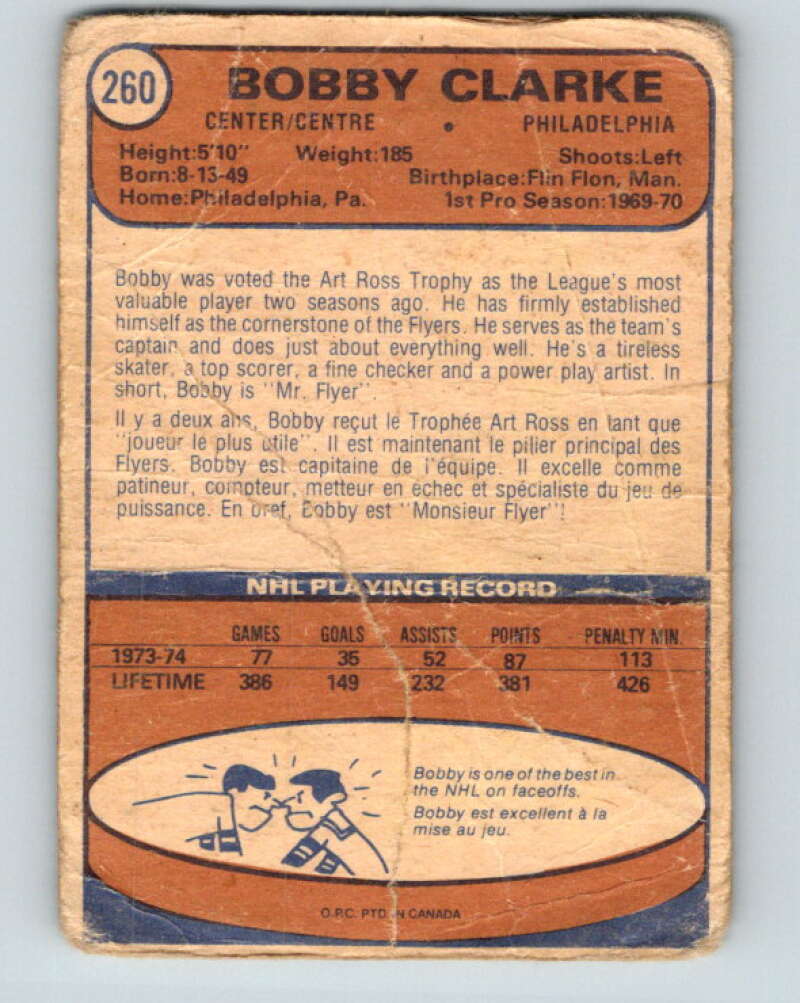 260
BOBBY CLARKE
CENTER/CENTRE • PHILADELPHIA
Height:5'10" Weight:185 Shoots:Left
Born:8-13-49 Birthplace:Flin Flon, Man.
Home:Philadelphia, Pa. 1st Pro Season:1969-70
Bobby was voted the Art Ross Trophy as the League's most
valuable player two seasons ago. He has firmly established
himself as the cornerstone of the Flyers. He serves as the team's
captain and does just about everything well. He's a tireless
skater, a top scorer, a fine checker and a power play artist. In
short, Bobby is "Mr. Flyer".
Il y a deux ans, Bobby reçut le Trophée Art Ross en tant que
"joueur le plus utile". Il est maintenant le pilier principal des
Flyers. Bobby est capitaine de l'équipe. Il excelle comme
patineur, compteur, metteur en echec et spécialiste du jeu de
puissance. En bref, Bobby est "Monsieur Flyer"!
NHL PLAYING RECORD
GAMES GOALS ASSISTS POINTS PENALTY MIN.
1973-74 77 35 52 87 113
LIFETIME 386 149 232 381 426
Bobby is one of the best in
the NHL on faceoffs.
Bobby est excellent à la
mise au jeu.
O.P.C. PTD. IN CANADA